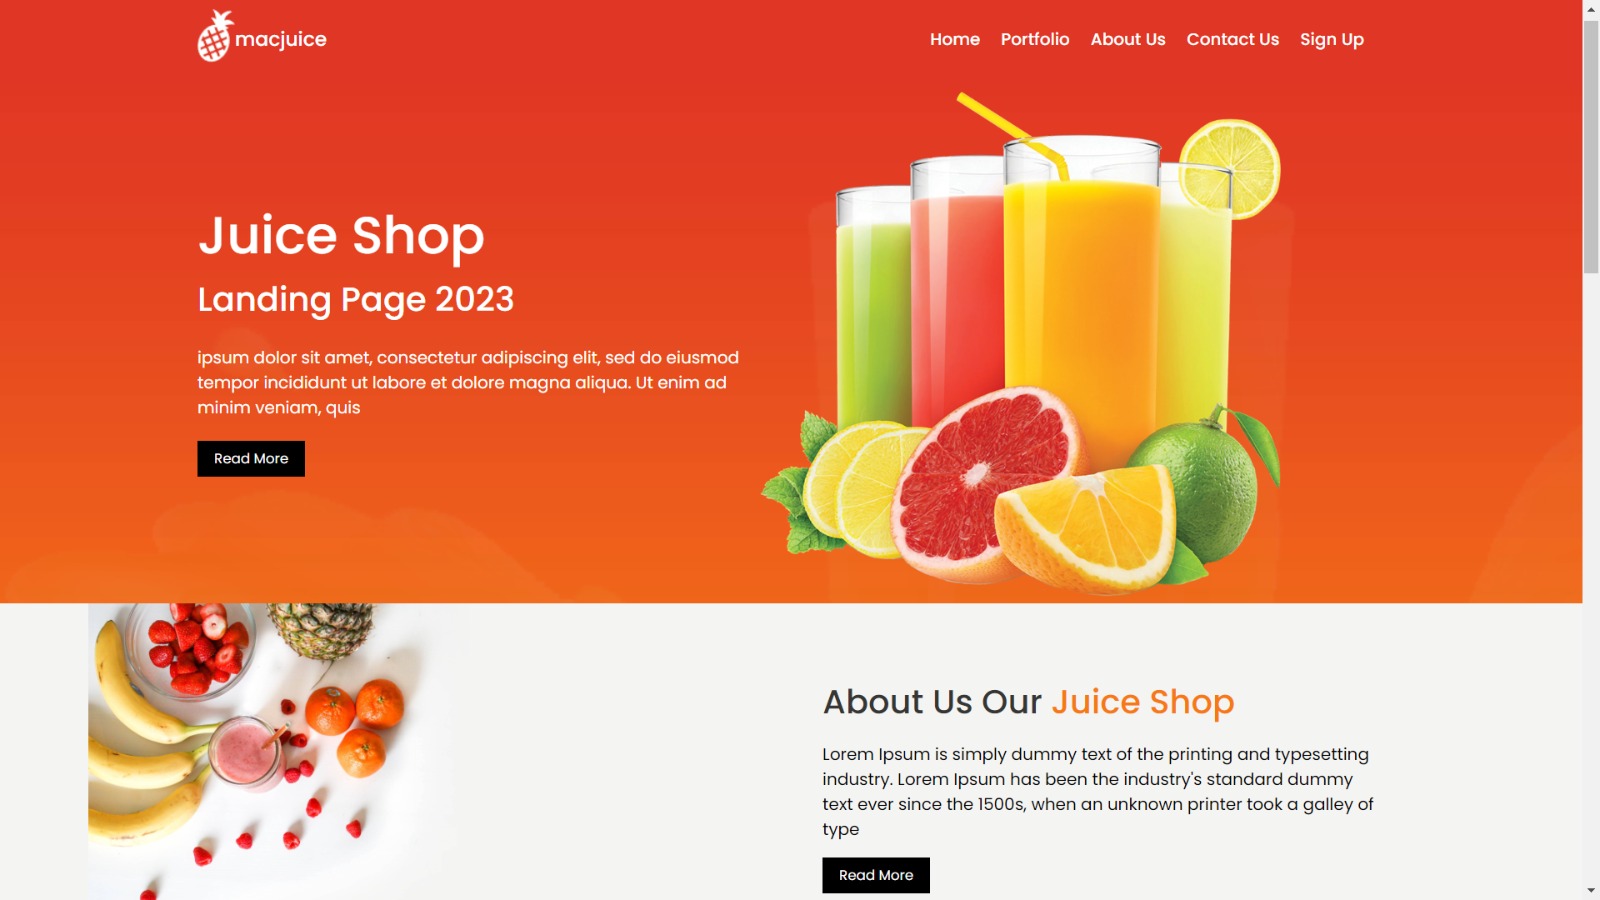 macjuice
Home Portfolio About Us Contact Us Sign Up
Juice Shop
Landing Page 2023
ipsum dolor sit amet, consectetur adipiscing elit, sed do eiusmod
tempor incididunt ut labore et dolore magna aliqua. Ut enim ad
minim veniam, quis
Read More
About Us Our Juice Shop
Lorem Ipsum is simply dummy text of the printing and typesetting
industry. Lorem Ipsum has been the industry's standard dummy
text ever since the 1500s, when an unknown printer took a galley of
type
Read More